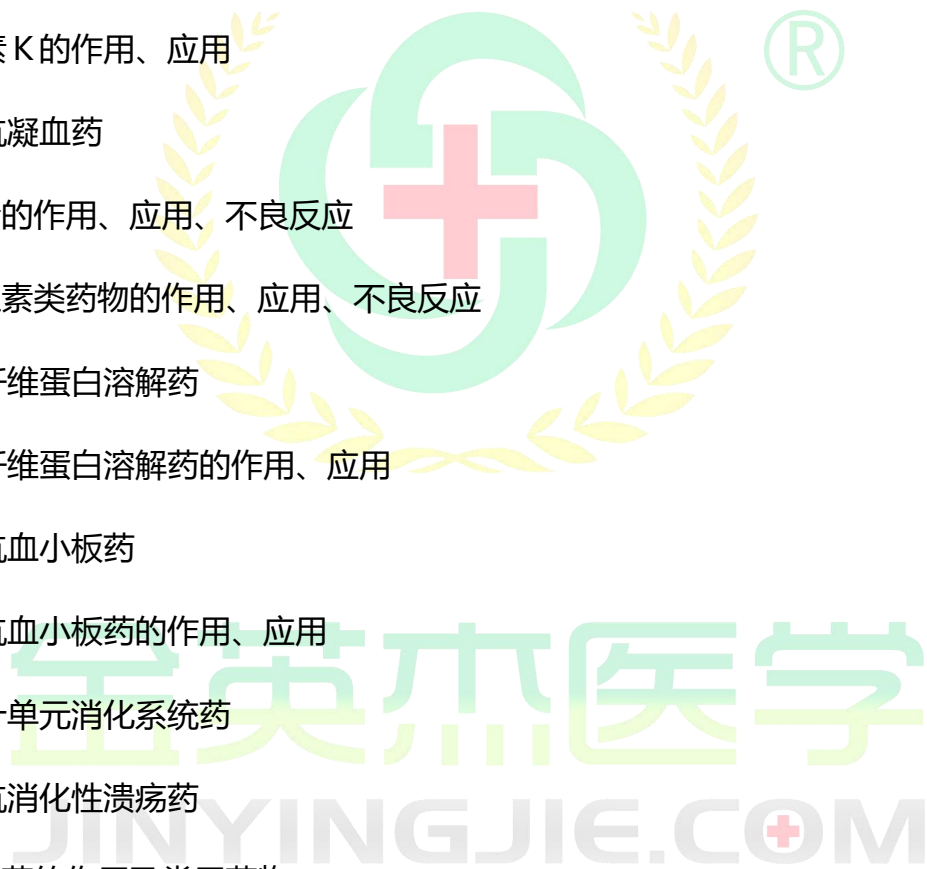 K的作用、应用
凝血药
的作用、应用、不良反应
素类药物的作用、应用、不良反应
维蛋白溶解药
维蛋白溶解药的作用、应用
血小板药
血小板药的作用、应用
单元消化系统药
消化性溃疡药
金英杰医学
JINYINGJIE.COM
®